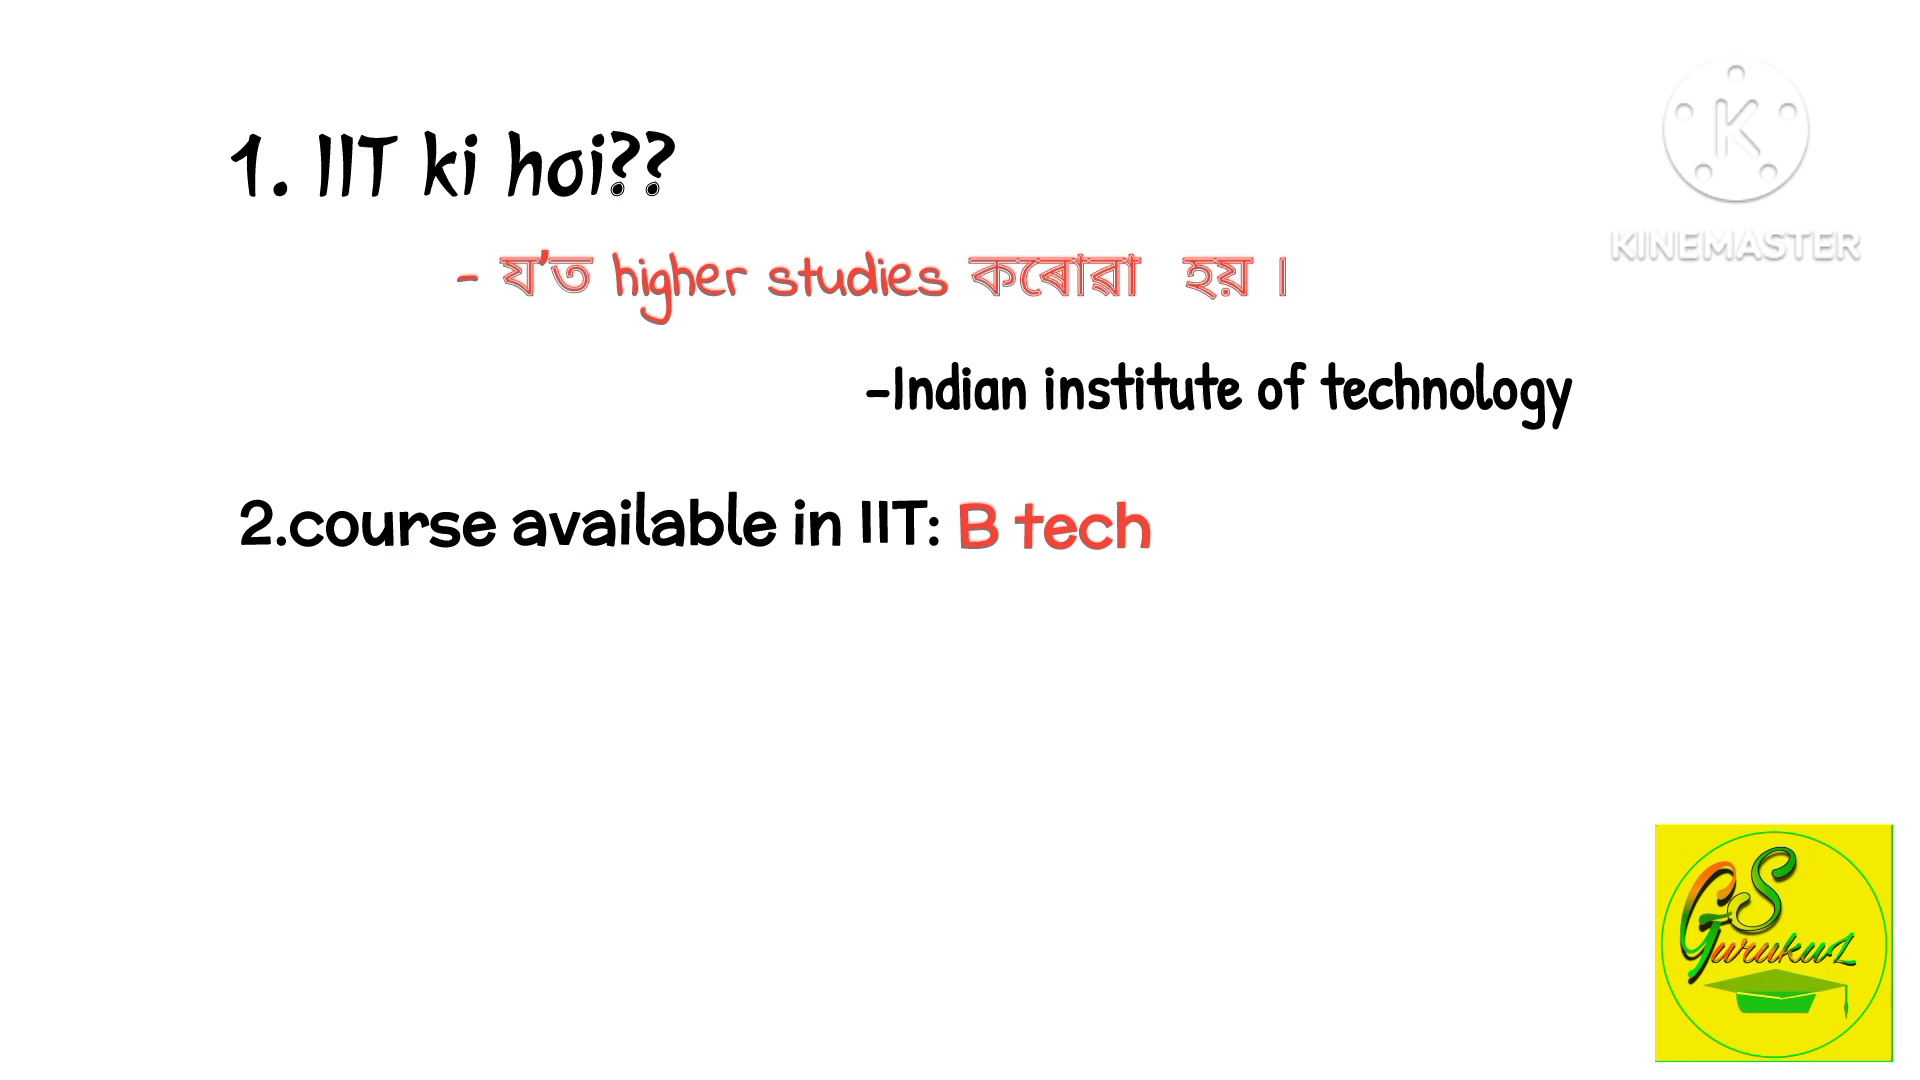 1. IIT ki hoi??
- য'ত higher studies কৰোৱা হয় ।
-Indian institute of technology
2.course available in IIT: B tech
K
KINEMASTER
GS
Gurukul